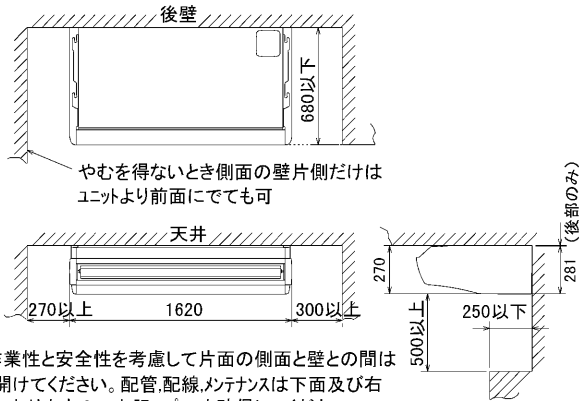 後壁
680以下
やむを得ないとき側面の壁片側だけは
ユニットより前面にでても可
天井
270以上
1620
300以上
270
281
(後部のみ)
500以上
250以下
業性と安全性を考慮して片面の側面と壁との間は
開けてください。配管,配線,メンテナンスは下面及び右